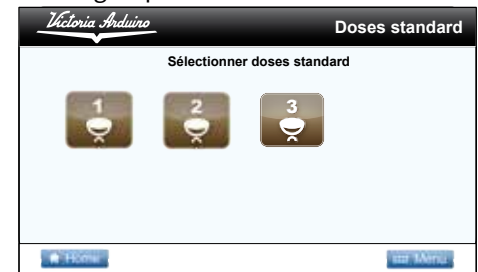 Victoria Arduino
Doses standard
Sélectionner doses standard
1 2 3
Home
Menu